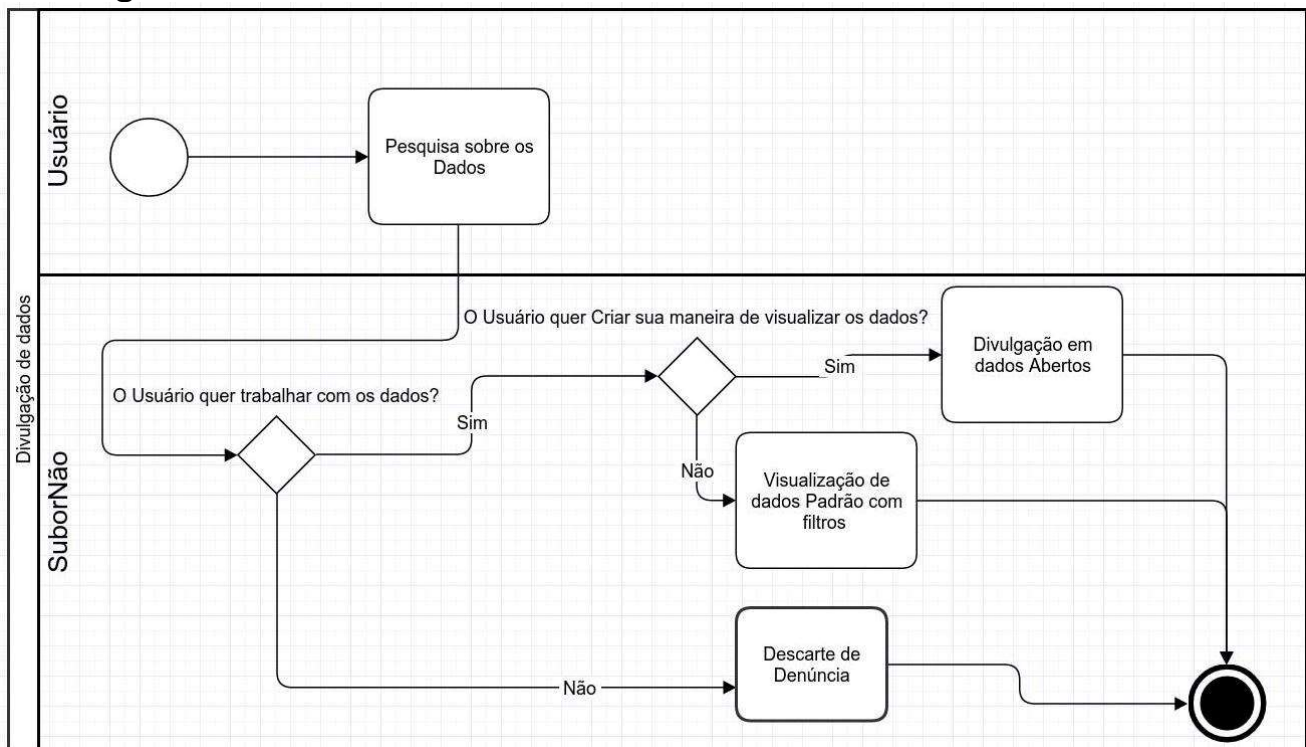 Divulgação de dados
Usuário
Pesquisa sobre os
Dados
SuborNão
O Usuário quer trabalhar com os dados?
Sim
O Usuário quer Criar sua maneira de visualizar os dados?
Sim
Divulgação em
dados Abertos
Não
Visualização de
dados Padrão com
filtros
Não
Descarte de
Denúncia